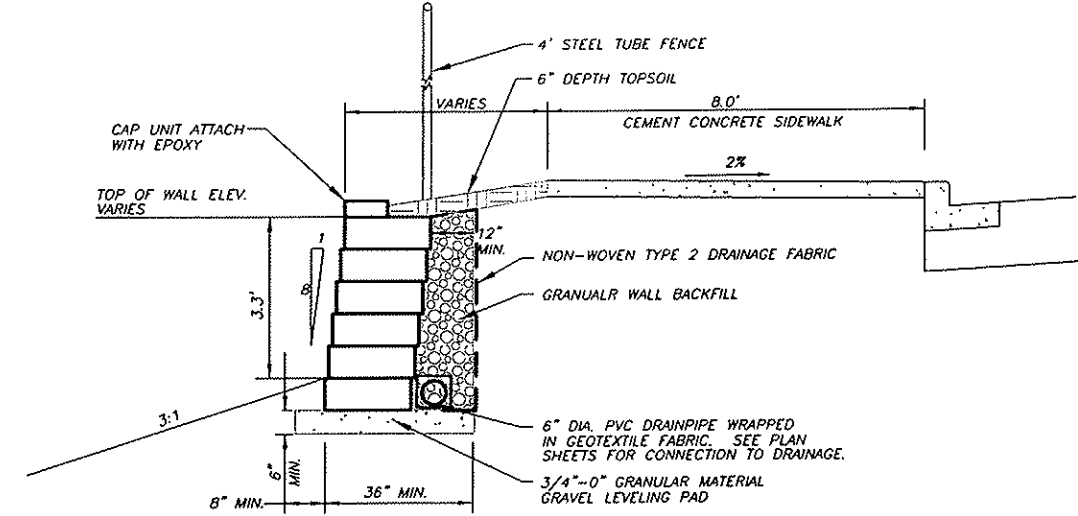 4' STEEL TUBE FENCE
6" DEPTH TOPSOIL
VARIES
8.0'
CEMENT CONCRETE SIDEWALK
CAP UNIT ATTACH
WITH EPOXY
2%
TOP OF WALL ELEV.
VARIES
12"
MIN.
1
8
3.3'
NON-WOVEN TYPE 2 DRAINAGE FABRIC
GRANUALR WALL BACKFILL
3:1
6" DIA. PVC DRAINPIPE WRAPPED
IN GEOTEXTILE FABRIC. SEE PLAN
SHEETS FOR CONNECTION TO DRAINAGE.
6"
MIN.
3/4"-0" GRANULAR MATERIAL
GRAVEL LEVELING PAD
8" MIN.
36" MIN.